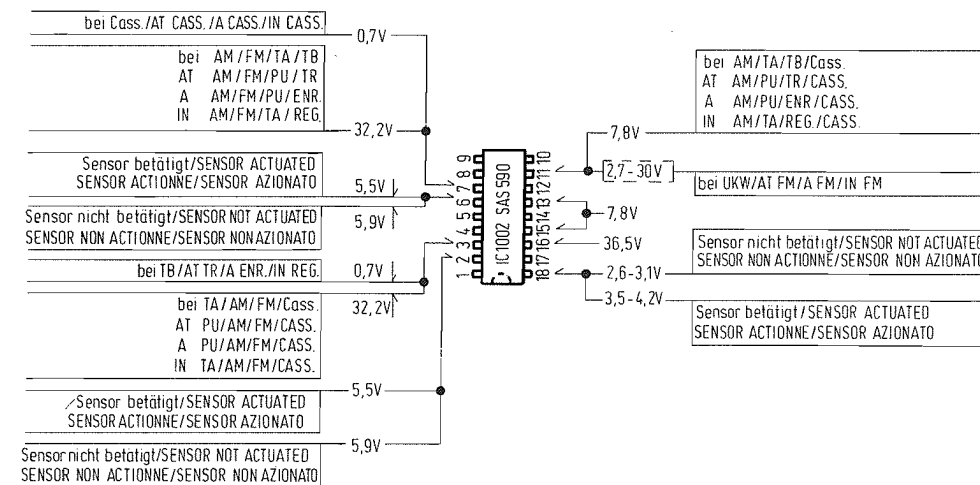 bei Cass./AT CASS./A CASS./IN CASS.
0,7V
bei AM/FM/TA/TB
AT AM/FM/PU/TR
A AM/FM/PU/ENR.
IN AM/FM/TA/REG.
32,2V
Sensor betätigt/SENSOR ACTUATED
SENSOR ACTIONNE/SENSOR AZIONATO
5,5V
Sensor nicht betätigt/SENSOR NOT ACTUATED
SENSOR NON ACTIONNE/SENSOR NON AZIONATO
5,9V
bei TB/AT TR/A ENR./IN REG.
0,7V
bei TA/AM/FM/Cass.
AT PU/AM/FM/CASS.
A PU/AM/FM/CASS.
IN TA/AM/FM/CASS.
32,2V
Sensor betätigt/SENSOR ACTUATED
SENSOR ACTIONNE/SENSOR AZIONATO
5,5V
Sensor nicht betätigt/SENSOR NOT ACTUATED
SENSOR NON ACTIONNE/SENSOR NON AZIONATO
5,9V
9
8
7
6
5
4
3
2
1
IC1002 SAS 590
10
11
12
13
14
15
16
17
18
bei AM/TA/TB/Cass.
AT AM/PU/TR/CASS.
A AM/PU/ENR/CASS.
IN AM/TA/REG./CASS.
7,8V
2,7-30V
bei UKW/AT FM/A FM/IN FM
7,8V
36,5V
Sensor nicht betätigt/SENSOR NOT ACTUATED
SENSOR NON ACTIONNE/SENSOR NON AZIONATO
2,6-3,1V
3,5-4,2V
Sensor betätigt/SENSOR ACTUATED
SENSOR ACTIONNE/SENSOR AZIONATO